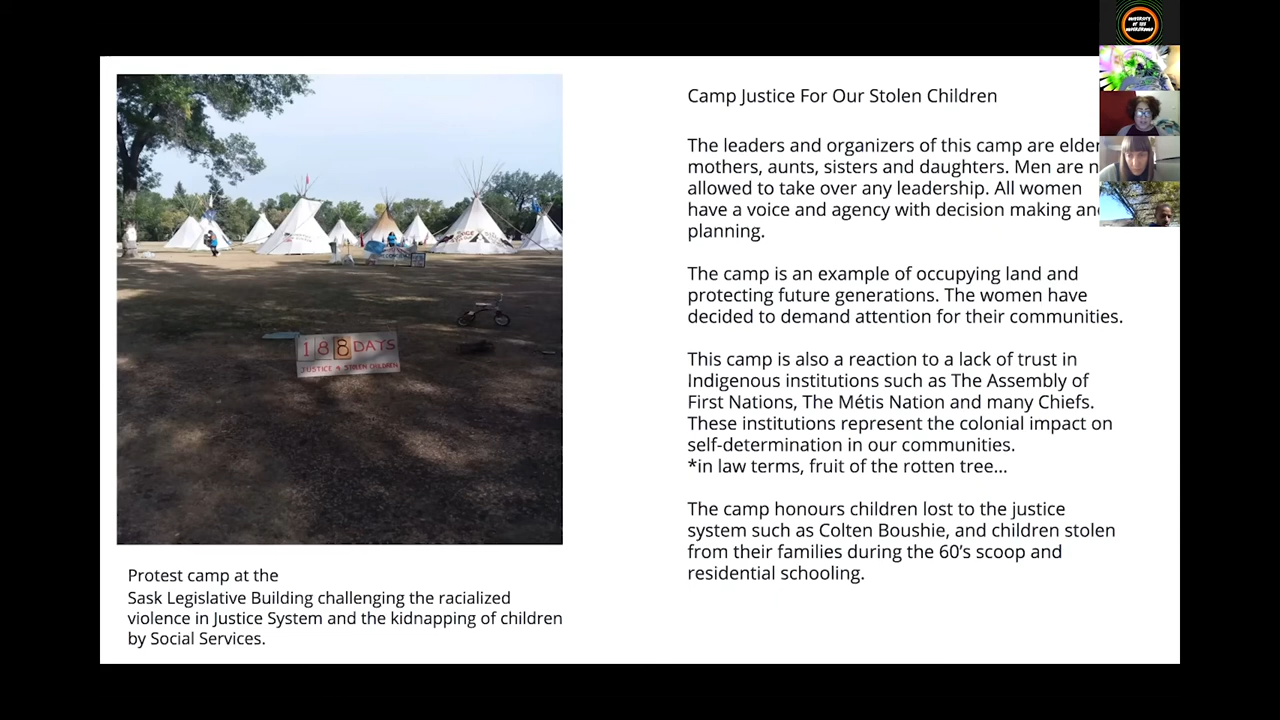 UNIVERSITY
OF THE
UNDERGROUND
Camp Justice For Our Stolen Children
The leaders and organizers of this camp are elder
mothers, aunts, sisters and daughters. Men are n
allowed to take over any leadership. All women
have a voice and agency with decision making an
planning.
The camp is an example of occupying land and
protecting future generations. The women have
decided to demand attention for their communities.
This camp is also a reaction to a lack of trust in
Indigenous institutions such as The Assembly of
First Nations, The Métis Nation and many Chiefs.
These institutions represent the colonial impact on
self-determination in our communities.
*in law terms, fruit of the rotten tree...
The camp honours children lost to the justice
system such as Colten Boushie, and children stolen
from their families during the 60's scoop and
residential schooling.
188 DAYS
JUSTICE 4 STOLEN CHILDREN
Protest camp at the
Sask Legislative Building challenging the racialized
violence in Justice System and the kidnapping of children
by Social Services.